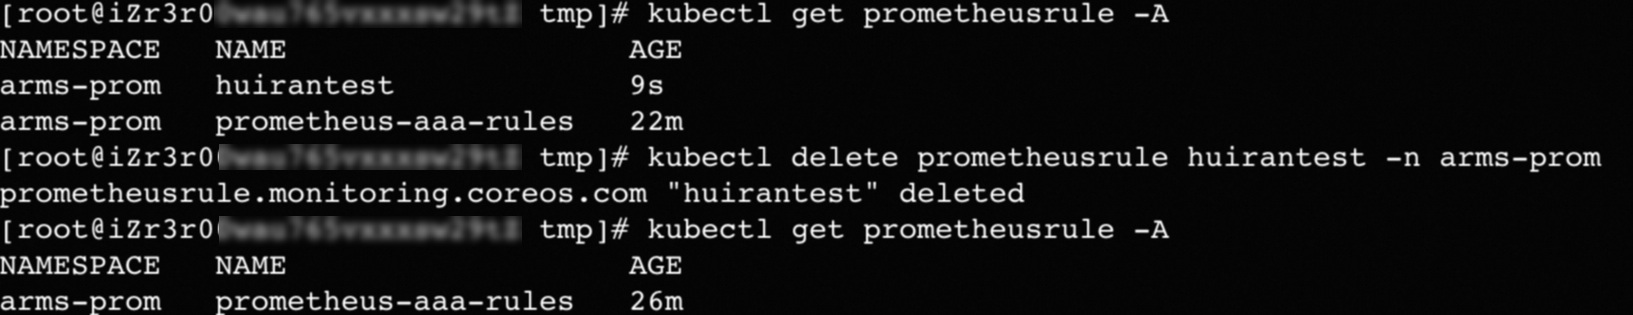 [root@iZr3r0 tmp]# kubectl get prometheusrule -A
NAMESPACE NAME AGE
arms-prom huirantest 9s
arms-prom prometheus-aaa-rules 22m
[root@iZr3r0 tmp]# kubectl delete prometheusrule huirantest -n arms-prom
prometheusrule.monitoring.coreos.com "huirantest" deleted
[root@iZr3r0 tmp]# kubectl get prometheusrule -A
NAMESPACE NAME AGE
arms-prom prometheus-aaa-rules 26m